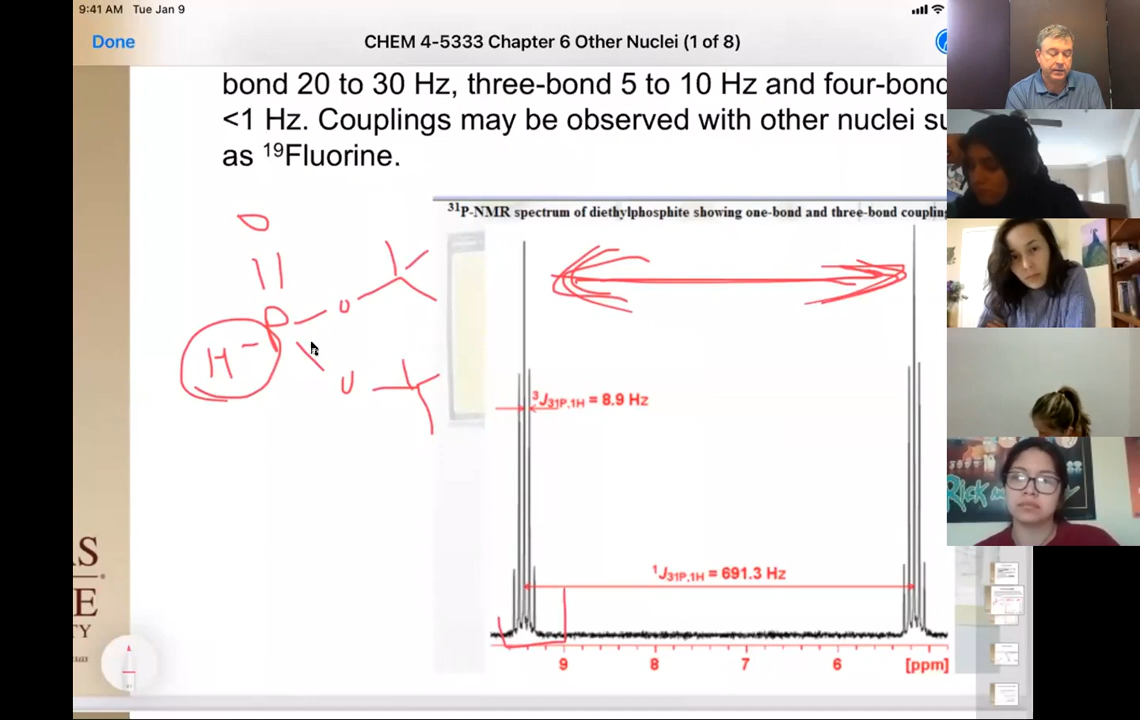 9:41 AM Tue Jan 9
Done
CHEM 4-5333 Chapter 6 Other Nuclei (1 of 8)
bond 20 to 30 Hz, three-bond 5 to 10 Hz and four-bond
<1 Hz. Couplings may be observed with other nuclei su
as ¹⁹Fluorine.
³¹P-NMR spectrum of diethylphosphite showing one-bond and three-bond couplin
O
P
O
H
O
³J31P,1H = 8.9 Hz
¹J31P,1H = 691.3 Hz
9 8 7 6 [ppm]
S
E
Y
Rick